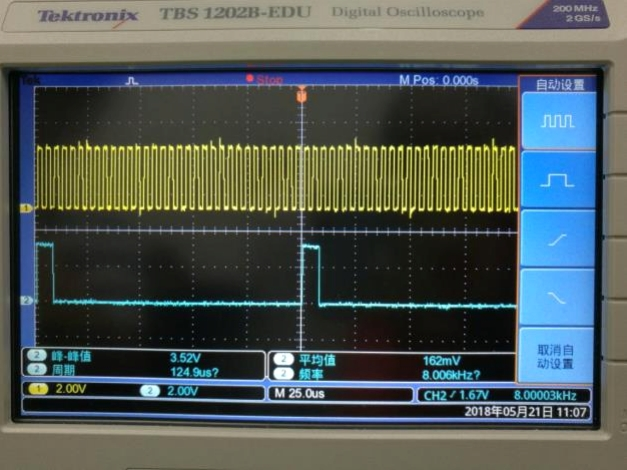 Tektronix TBS 1202B-EDU Digital Oscilloscope 200 MHz
2 GS/s
Tek Stop M Pos: 0.000s 自动设置
1
2
取消自
动设置
2 峰-峰值 3.52V 2 平均值 162mV
2 周期 124.9us? 2 频率 8.006kHz?
1 2.00V 2 2.00V M 25.0us CH2 1.67V 8.00003kHz
2018年05月21日 11:07